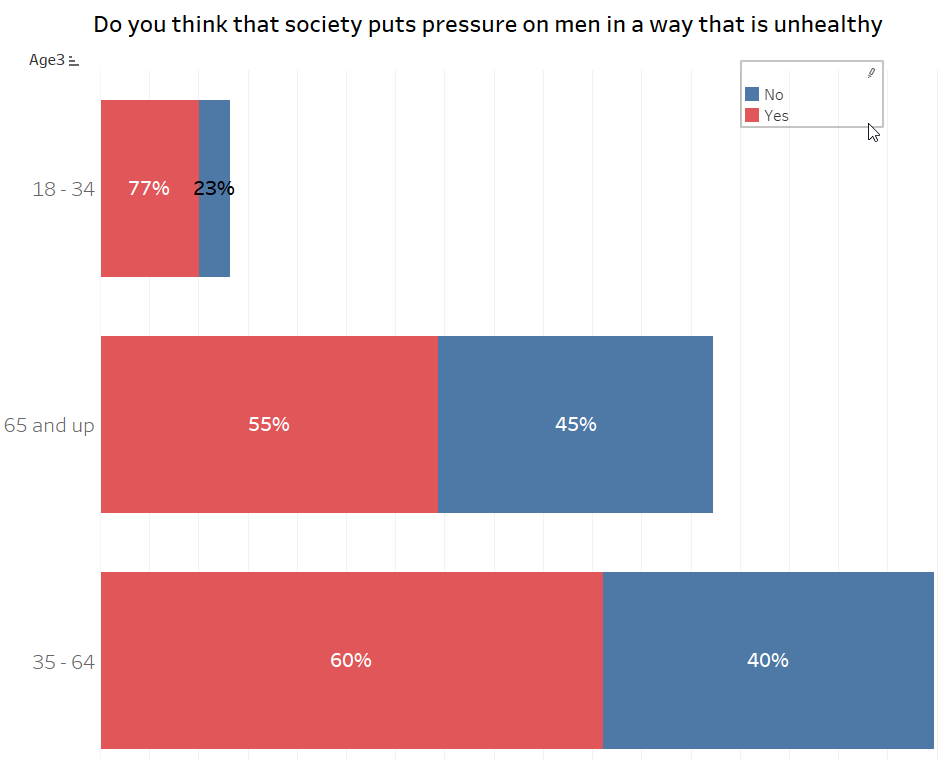 Do you think that society puts pressure on men in a way that is unhealthy
Age3
No
Yes
18 - 34
77%
23%
65 and up
55%
45%
35 - 64
60%
40%